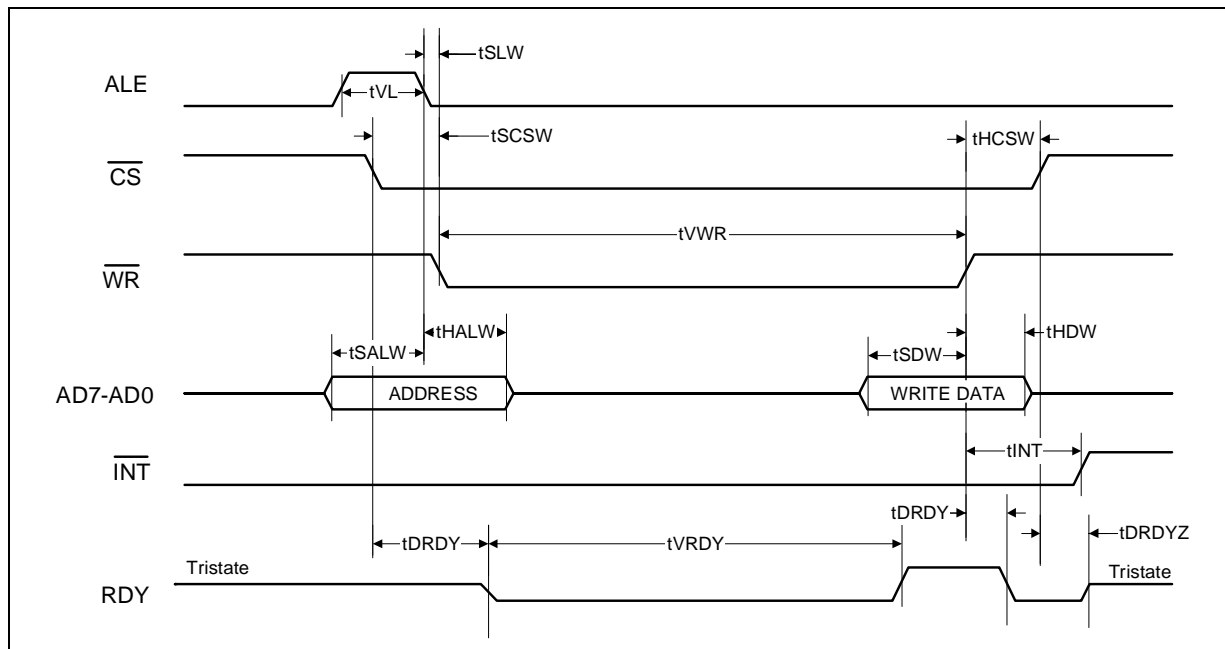 tSLW
ALE
tVL
tSCSW
tHCSW
CS
tVWR
WR
tHALW
tHDW
tSALW
tSDW
AD7-AD0
ADDRESS
WRITE DATA
tINT
INT
tDRDY
tDRDY
tVRDY
tDRDYZ
Tristate
Tristate
RDY